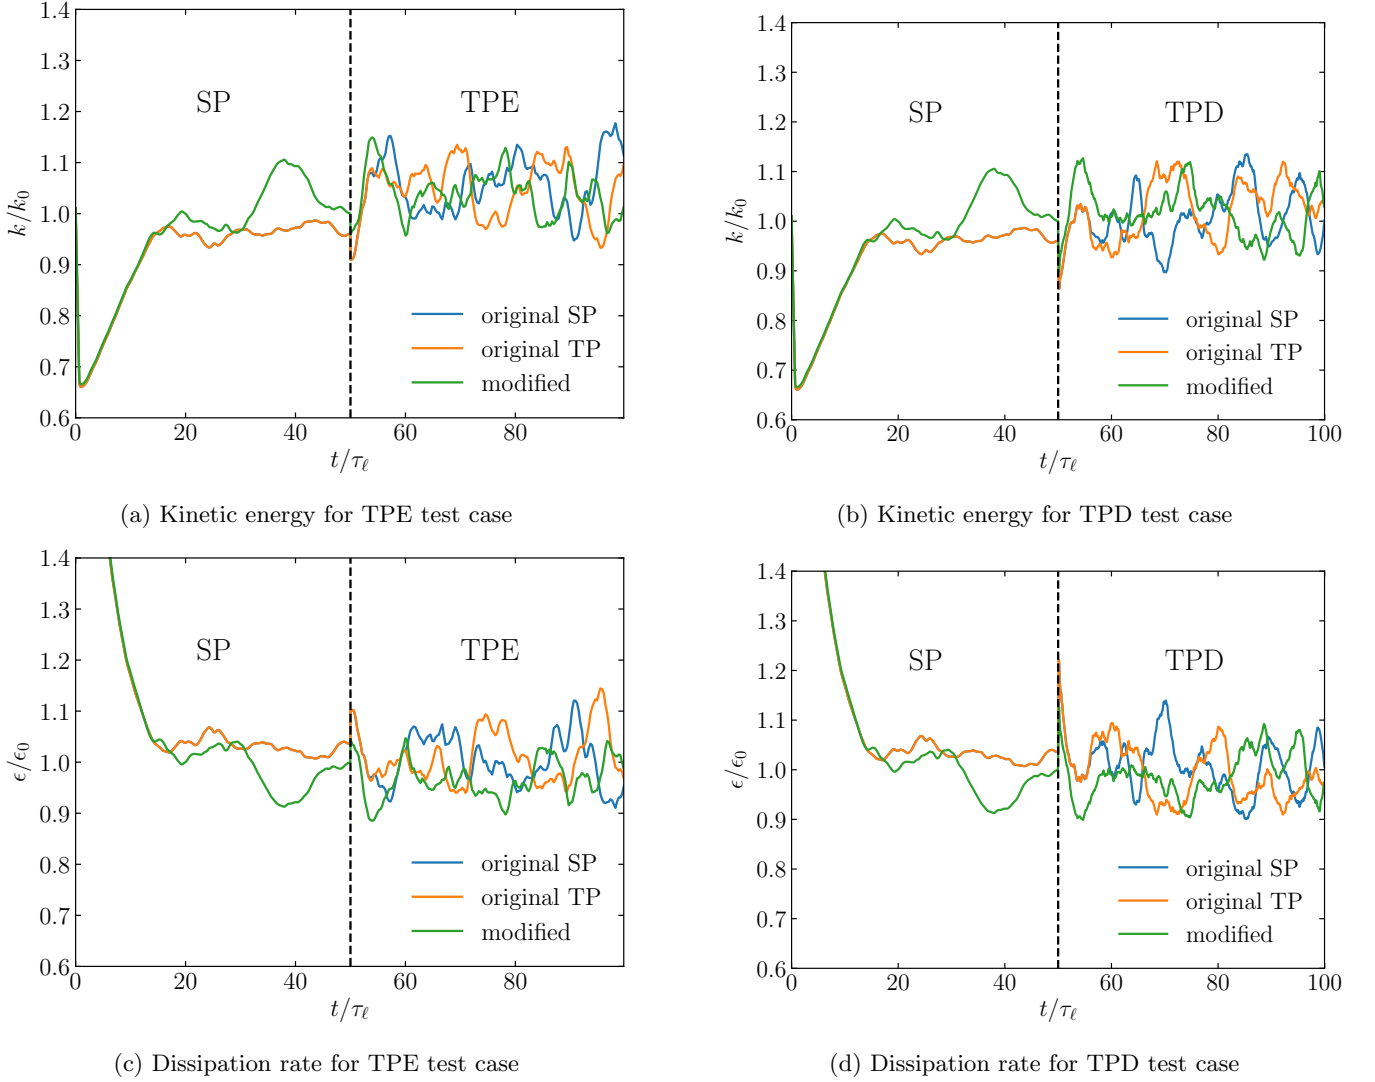 1.4
1.3
1.2
1.1
1.0
0.9
0.8
0.7
0.6
k/k₀
SP
TPE
original SP
original TP
modified
0 20 40 60 80
t/τ_ℓ
(a) Kinetic energy for TPE test case
1.4
1.3
1.2
1.1
1.0
0.9
0.8
0.7
0.6
k/k₀
SP
TPD
original SP
original TP
modified
0 20 40 60 80 100
t/τ_ℓ
(b) Kinetic energy for TPD test case
1.4
1.3
1.2
1.1
1.0
0.9
0.8
0.7
0.6
ϵ/ϵ₀
SP
TPE
original SP
original TP
modified
0 20 40 60 80
t/τ_ℓ
(c) Dissipation rate for TPE test case
1.4
1.3
1.2
1.1
1.0
0.9
0.8
0.7
0.6
ϵ/ϵ₀
SP
TPD
original SP
original TP
modified
0 20 40 60 80 100
t/τ_ℓ
(d) Dissipation rate for TPD test case